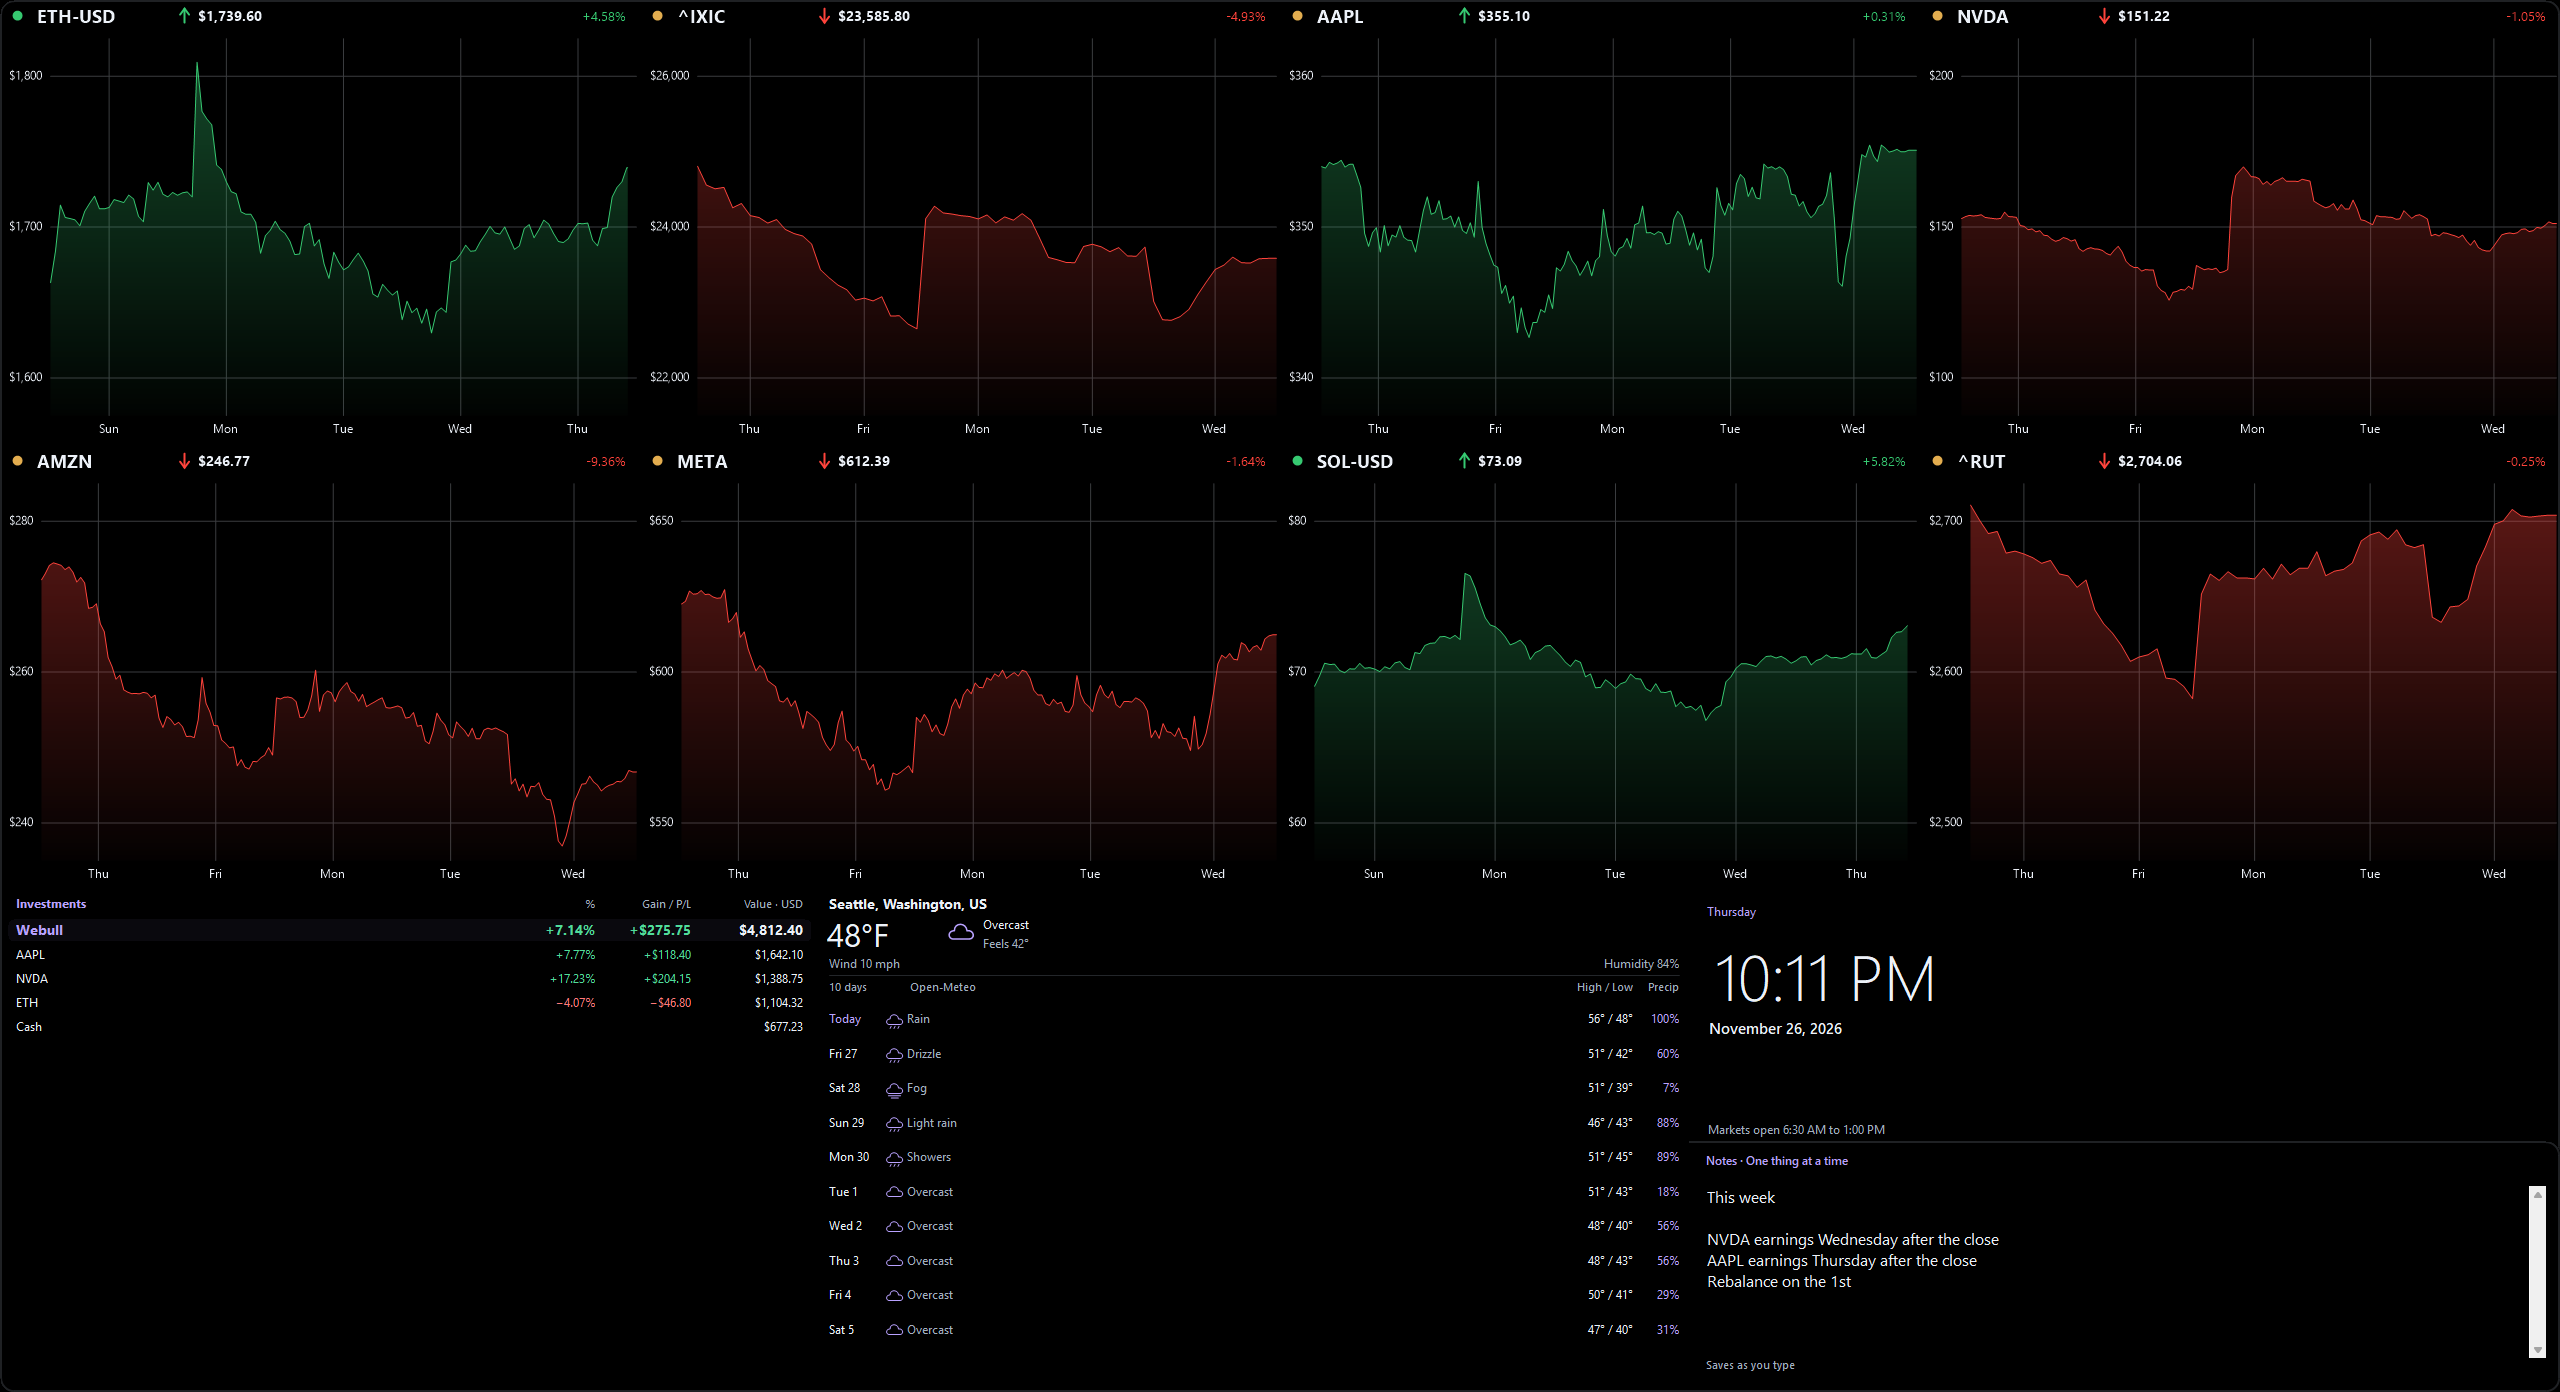 ETH-USD ↑ $1,739.60 +4.58%
$1,800
$1,700
$1,600
Sun Mon Tue Wed Thu
^IXIC ↓ $23,585.80 -4.93%
$26,000
$24,000
$22,000
Thu Fri Mon Tue Wed
AAPL ↑ $355.10 +0.31%
$360
$350
$340
Thu Fri Mon Tue Wed
NVDA ↓ $151.22 -1.05%
$200
$150
$100
Thu Fri Mon Tue Wed
AMZN ↓ $246.77 -9.36%
$280
$260
$240
Thu Fri Mon Tue Wed
META ↓ $612.39 -1.64%
$650
$600
$550
Thu Fri Mon Tue Wed
SOL-USD ↑ $73.09 +5.82%
$80
$70
$60
Sun Mon Tue Wed Thu
^RUT ↓ $2,704.06 -0.25%
$2,700
$2,600
$2,500
Thu Fri Mon Tue Wed
Investments % Gain / P/L Value · USD
Webull +7.14% +$275.75 $4,812.40
AAPL +7.77% +$118.40 $1,642.10
NVDA +17.23% +$204.15 $1,388.75
ETH −4.07% −$46.80 $1,104.32
Cash $677.23
Seattle, Washington, US
48°F Overcast
Feels 42°
Wind 10 mph Humidity 84%
10 days Open-Meteo High / Low Precip
Today Rain 56° / 48° 100%
Fri 27 Drizzle 51° / 42° 60%
Sat 28 Fog 51° / 39° 7%
Sun 29 Light rain 46° / 43° 88%
Mon 30 Showers 51° / 45° 89%
Tue 1 Overcast 51° / 43° 18%
Wed 2 Overcast 48° / 40° 56%
Thu 3 Overcast 48° / 43° 56%
Fri 4 Overcast 50° / 41° 29%
Sat 5 Overcast 47° / 40° 31%
Thursday
10:11 PM
November 26, 2026
Markets open 6:30 AM to 1:00 PM
Notes · One thing at a time
This week
NVDA earnings Wednesday after the close
AAPL earnings Thursday after the close
Rebalance on the 1st
Saves as you type